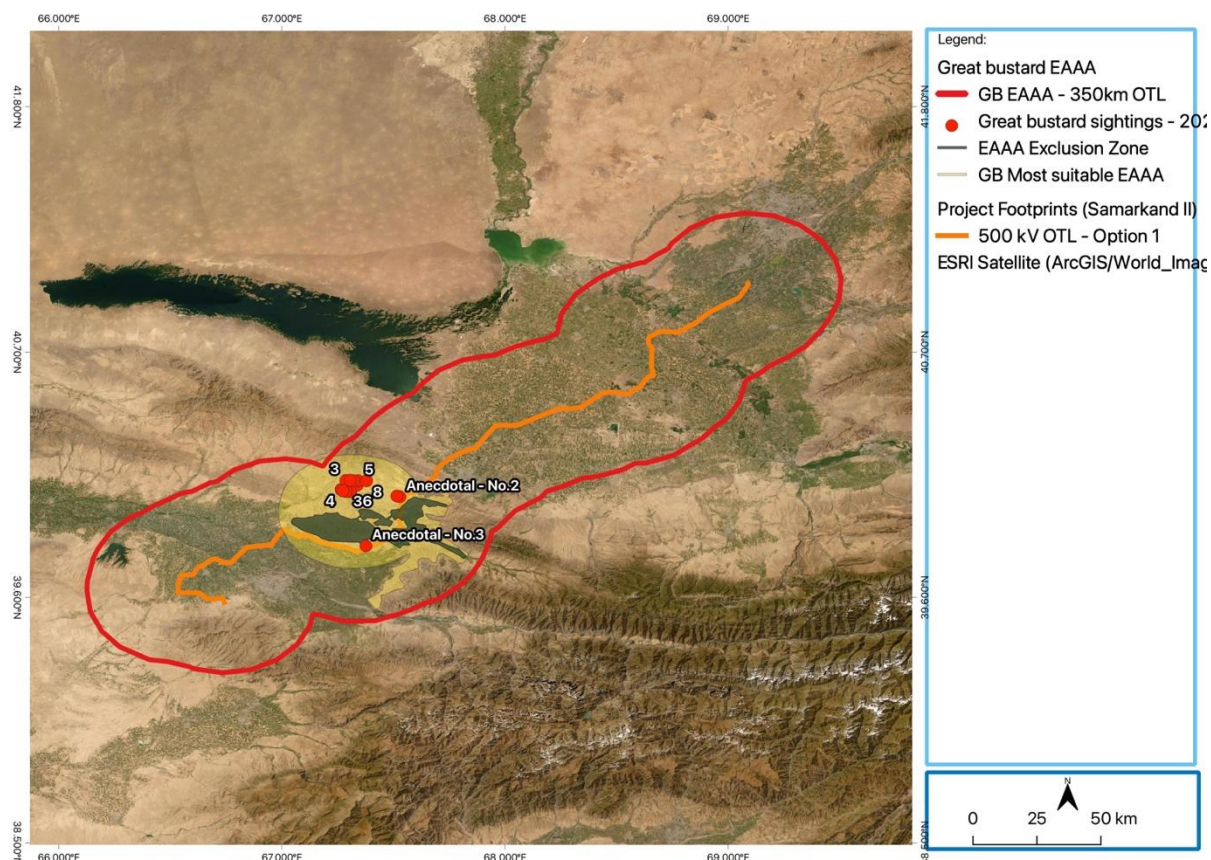 66.000°E 67.000°E 68.000°E 69.000°E
41.800°N 41.800°N
40.700°N 40.700°N
39.600°N 39.600°N
38.500°N
3 5
Anecdotal - No.2
8
4 36
Anecdotal - No.3
66.000°E 67.000°E 68.000°E 69.000°E
Legend:
Great bustard EAAA
GB EAAA - 350km OTL
Great bustard sightings - 202
EAAA Exclusion Zone
GB Most suitable EAAA
Project Footprints (Samarkand II)
500 kV OTL - Option 1
ESRI Satellite (ArcGIS/World_Imag
N
0 25 50 km